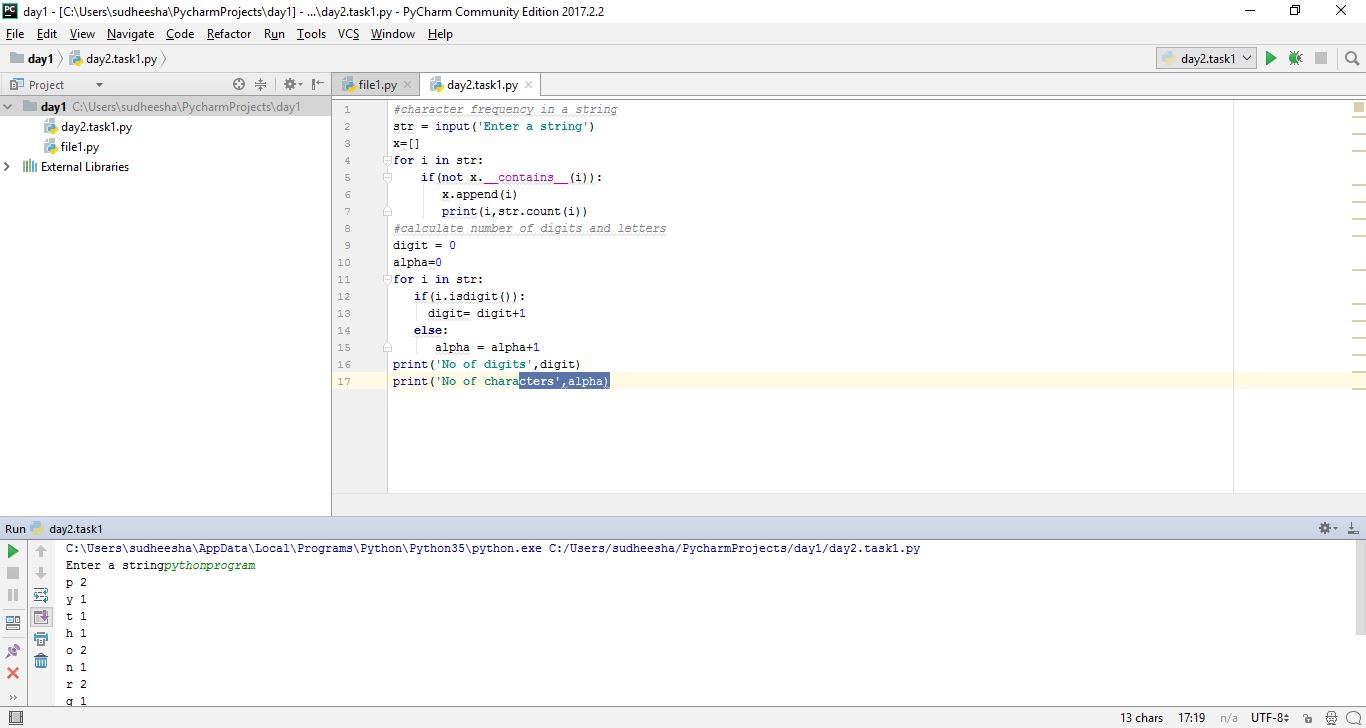 PC day1 - [C:\Users\sudheesha\PycharmProjects\day1] - ...\day2.task1.py - PyCharm Community Edition 2017.2.2
File Edit View Navigate Code Refactor Run Tools VCS Window Help
day1 day2.task1.py day2.task1
Project file1.py day2.task1.py
day1 C:\Users\sudheesha\PycharmProjects\day1
day2.task1.py
file1.py
External Libraries
1 #character frequency in a string
2 str = input('Enter a string')
3 x=[]
4 for i in str:
5     if(not x.__contains__(i)):
6        x.append(i)
7        print(i,str.count(i))
8 #calculate number of digits and letters
9 digit = 0
10 alpha=0
11 for i in str:
12    if(i.isdigit()):
13      digit= digit+1
14    else:
15       alpha = alpha+1
16 print('No of digits',digit)
17 print('No of characters',alpha)
Run day2.task1
C:\Users\sudheesha\AppData\Local\Programs\Python\Python35\python.exe C:/Users/sudheesha/PycharmProjects/day1/day2.task1.py
Enter a stringpythonprogram
p 2
y 1
t 1
h 1
o 2
n 1
r 2
g 1
13 chars 17:19 n/a UTF-8